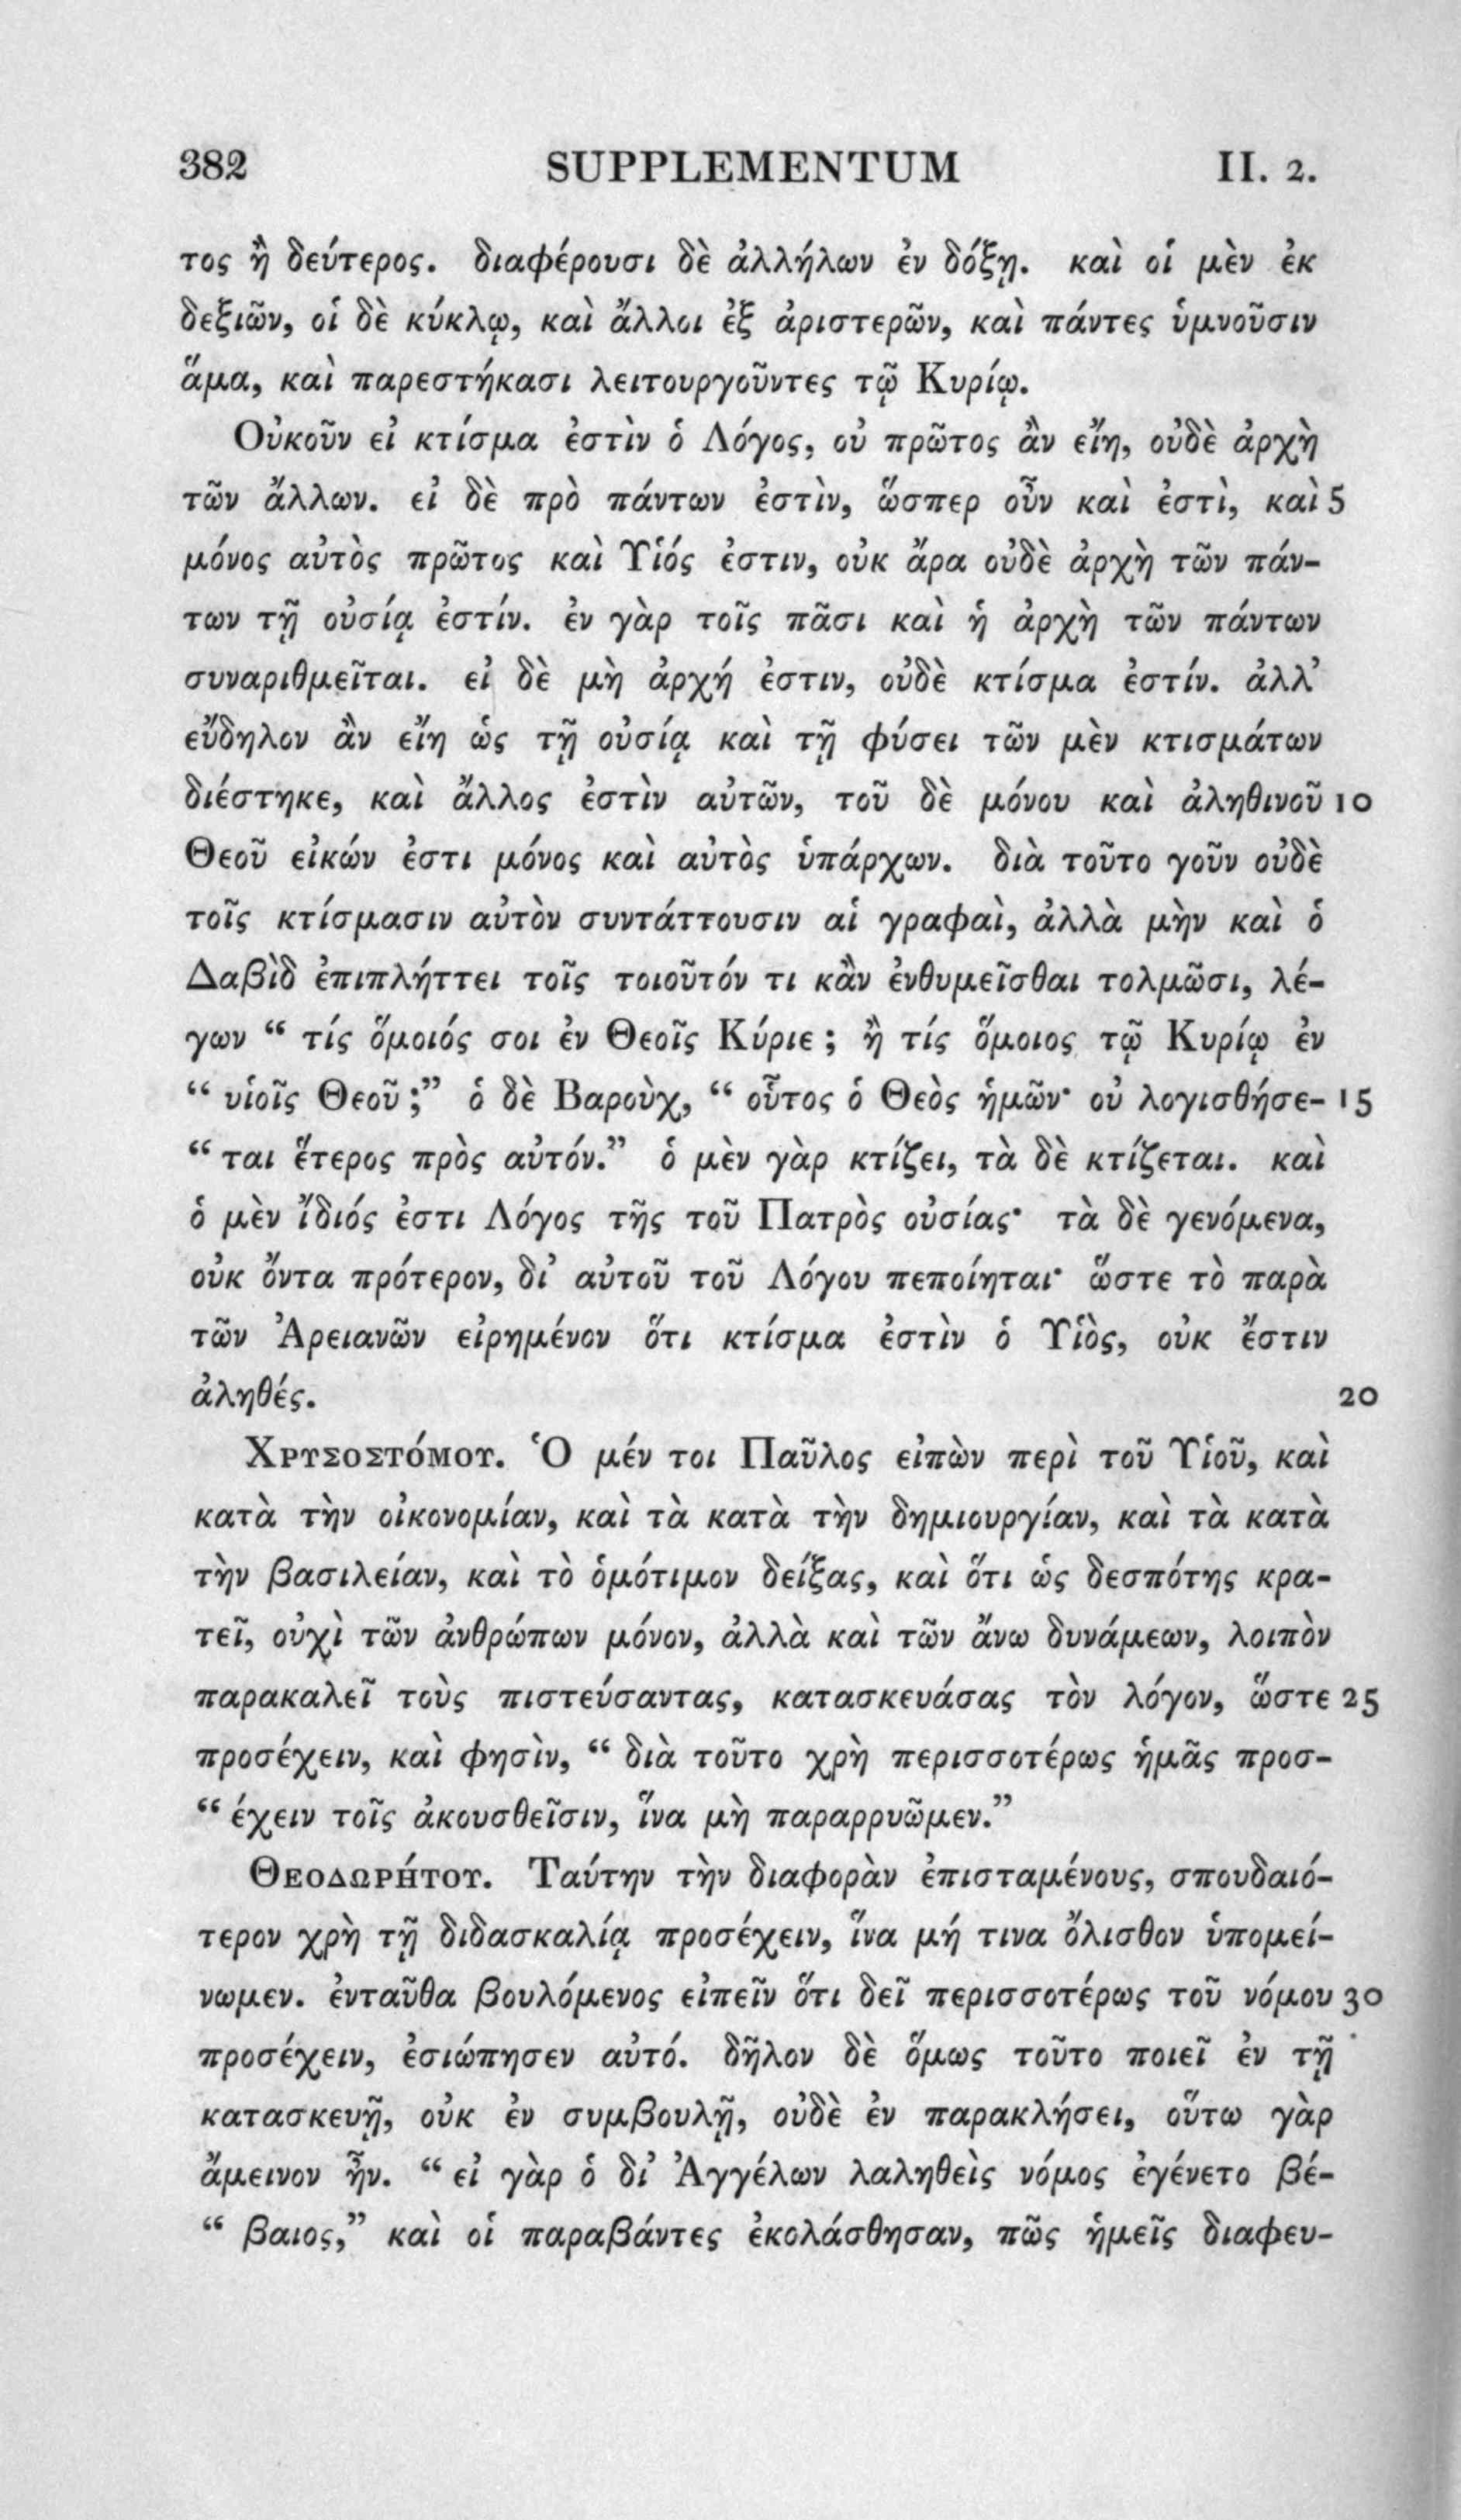 382 SUPPLEMENTUM II. 2.
τος ἢ δεύτερος. διαφέρουσι δὲ ἀλλήλων ἐν δόξῃ. καὶ οἱ μὲν ἐκ
δεξιῶν, οἱ δὲ κύκλῳ, καὶ ἄλλοι ἐξ ἀριστερῶν, καὶ πάντες ὑμνοῦσιν
ἅμα, καὶ παρεστήκασι λειτουργοῦντες τῷ Κυρίῳ.
Οὐκοῦν εἰ κτίσμα ἐστὶν ὁ Λόγος, οὐ πρῶτος ἂν εἴη, οὐδὲ ἀρχὴ
τῶν ἄλλων. εἰ δὲ πρὸ πάντων ἐστὶν, ὥσπερ οὖν καὶ ἐστὶ, καὶ 5
μόνος αὐτὸς πρῶτος καὶ Υἱός ἐστιν, οὐκ ἄρα οὐδὲ ἀρχὴ τῶν πάν-
των τῇ οὐσίᾳ ἐστίν. ἐν γὰρ τοῖς πᾶσι καὶ ἡ ἀρχὴ τῶν πάντων
συναριθμεῖται. εἰ δὲ μὴ ἀρχή ἐστιν, οὐδὲ κτίσμα ἐστίν. ἀλλ’
εὔδηλον ἂν εἴη ὡς τῇ οὐσίᾳ καὶ τῇ φύσει τῶν μὲν κτισμάτων
διέστηκε, καὶ ἄλλος ἐστὶν αὐτῶν, τοῦ δὲ μόνου καὶ ἀληθινοῦ 10
Θεοῦ εἰκών ἐστι μόνος καὶ αὐτὸς ὑπάρχων. διὰ τοῦτο γοῦν οὐδὲ
τοῖς κτίσμασιν αὐτὸν συντάττουσιν αἱ γραφαὶ, ἀλλὰ μὴν καὶ ὁ
Δαβὶδ ἐπιπλήττει τοῖς τοιοῦτόν τι κἂν ἐνθυμεῖσθαι τολμῶσι, λέ-
γων “ τίς ὅμοιός σοι ἐν Θεοῖς Κύριε ; ἢ τίς ὅμοιος τῷ Κυρίῳ ἐν
“ υἱοῖς Θεοῦ ;” ὁ δὲ Βαροὺχ, “ οὗτος ὁ Θεὸς ἡμῶν· οὐ λογισθήσε- 15
“ ται ἕτερος πρὸς αὐτόν.” ὁ μὲν γὰρ κτίζει, τὰ δὲ κτίζεται. καὶ
ὁ μὲν ἴδιός ἐστι Λόγος τῆς τοῦ Πατρὸς οὐσίας· τὰ δὲ γενόμενα,
οὐκ ὄντα πρότερον, δι’ αὐτοῦ τοῦ Λόγου πεποίηται· ὥστε τὸ παρὰ
τῶν Ἀρειανῶν εἰρημένον ὅτι κτίσμα ἐστὶν ὁ Υἱὸς, οὐκ ἔστιν
ἀληθές. 20
Χρυσοστόμου. Ὁ μέν τοι Παῦλος εἰπὼν περὶ τοῦ Υἱοῦ, καὶ
κατὰ τὴν οἰκονομίαν, καὶ τὰ κατὰ τὴν δημιουργίαν, καὶ τὰ κατὰ
τὴν βασιλείαν, καὶ τὸ ὁμότιμον δείξας, καὶ ὅτι ὡς δεσπότης κρα-
τεῖ, οὐχὶ τῶν ἀνθρώπων μόνον, ἀλλὰ καὶ τῶν ἄνω δυνάμεων, λοιπὸν
παρακαλεῖ τοὺς πιστεύσαντας, κατασκευάσας τὸν λόγον, ὥστε 25
προσέχειν, καὶ φησὶν, “ διὰ τοῦτο χρὴ περισσοτέρως ἡμᾶς προσ-
“ έχειν τοῖς ἀκουσθεῖσιν, ἵνα μὴ παραρρυῶμεν.”
Θεοδωρήτου. Ταύτην τὴν διαφορὰν ἐπισταμένους, σπουδαιό-
τερον χρὴ τῇ διδασκαλίᾳ προσέχειν, ἵνα μή τινα ὄλισθον ὑπομεί-
νωμεν. ἐνταῦθα βουλόμενος εἰπεῖν ὅτι δεῖ περισσοτέρως τοῦ νόμου 30
προσέχειν, ἐσιώπησεν αὐτό. δῆλον δὲ ὅμως τοῦτο ποιεῖ ἐν τῇ
κατασκευῇ, οὐκ ἐν συμβουλῇ, οὐδὲ ἐν παρακλήσει, οὕτω γὰρ
ἄμεινον ἦν. “ εἰ γὰρ ὁ δι’ Ἀγγέλων λαληθεὶς νόμος ἐγένετο βέ-
“ βαιος,” καὶ οἱ παραβάντες ἐκολάσθησαν, πῶς ἡμεῖς διαφευ-